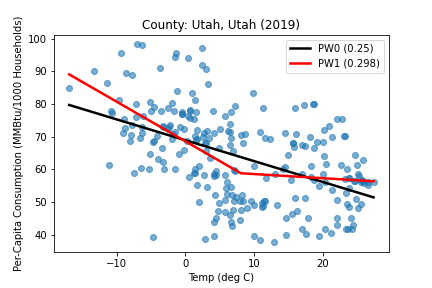 County: Utah, Utah (2019)
PW0 (0.25)
PW1 (0.298)
Per-Capita Consumption (MMBtu/1000 Households)
100
90
80
70
60
50
40
−10 0 10 20
Temp (deg C)